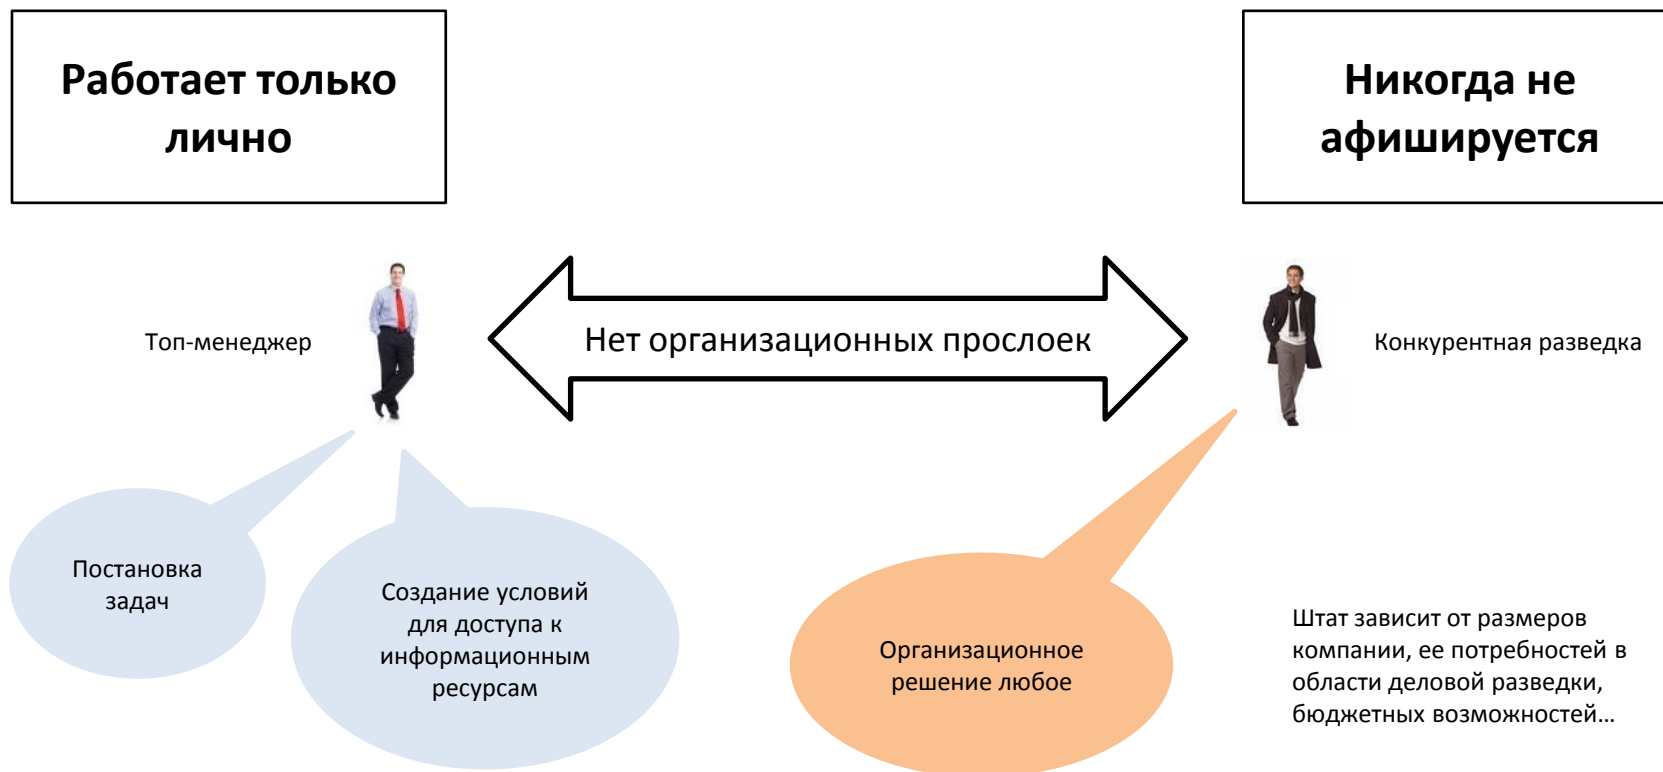 Работает только
лично
Никогда не
афишируется
Топ-менеджер
Нет организационных прослоек
Конкурентная разведка
Постановка
задач
Создание условий
для доступа к
информационным
ресурсам
Организационное
решение любое
Штат зависит от размеров
компании, ее потребностей в
области деловой разведки,
бюджетных возможностей…